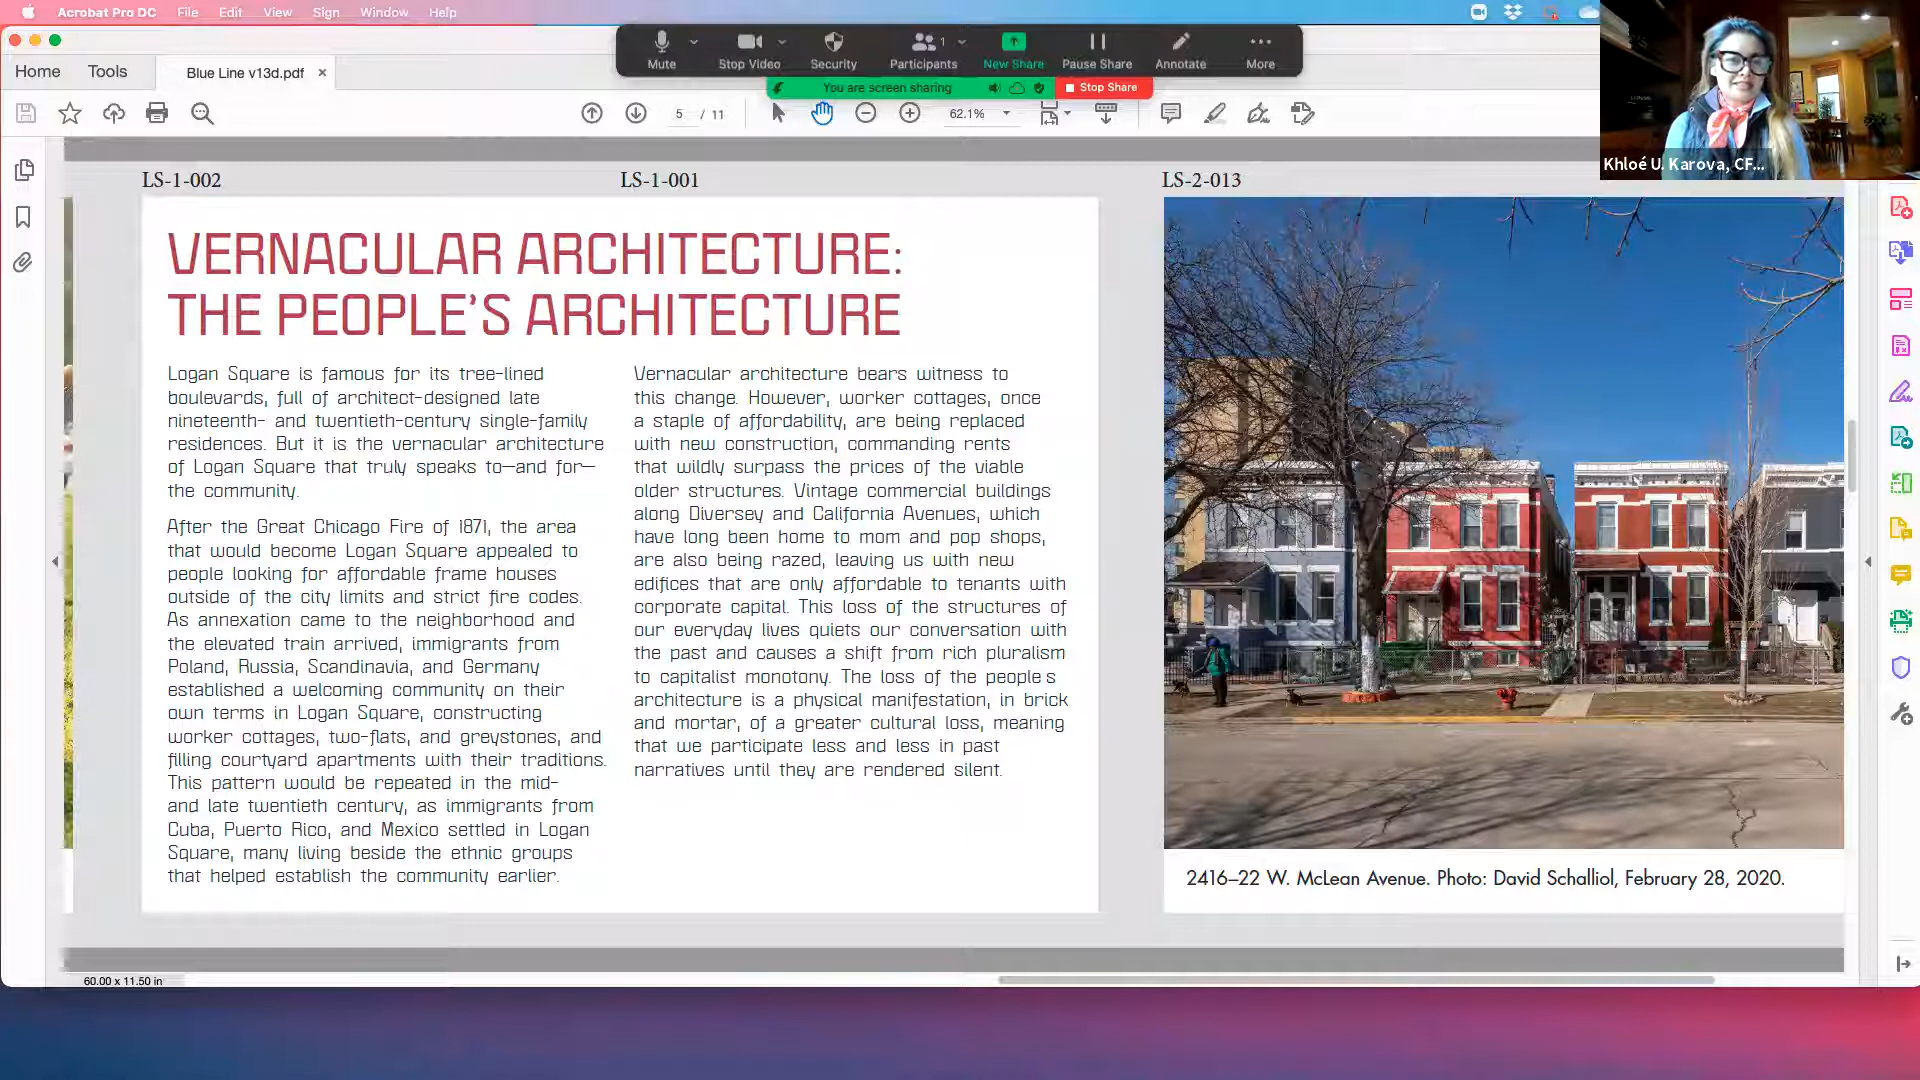 Acrobat Pro DC File Edit View Sign Window Help
Mute Stop Video Security Participants 1 New Share Pause Share Annotate More
You are screen sharing Stop Share
Home Tools Blue Line v13d.pdf ×
5 / 11 62.1%
Khloé U. Karova, CF...
LS-1-002 LS-1-001 LS-2-013
VERNACULAR ARCHITECTURE:
THE PEOPLE'S ARCHITECTURE
Logan Square is famous for its tree-lined
boulevards, full of architect-designed late
nineteenth- and twentieth-century single-family
residences. But it is the vernacular architecture
of Logan Square that truly speaks to—and for—
the community.
After the Great Chicago Fire of 1871, the area
that would become Logan Square appealed to
people looking for affordable frame houses
outside of the city limits and strict fire codes.
As annexation came to the neighborhood and
the elevated train arrived, immigrants from
Poland, Russia, Scandinavia, and Germany
established a welcoming community on their
own terms in Logan Square, constructing
worker cottages, two-flats, and greystones, and
filling courtyard apartments with their traditions.
This pattern would be repeated in the mid-
and late twentieth century, as immigrants from
Cuba, Puerto Rico, and Mexico settled in Logan
Square, many living beside the ethnic groups
that helped establish the community earlier.
Vernacular architecture bears witness to
this change. However, worker cottages, once
a staple of affordability, are being replaced
with new construction, commanding rents
that wildly surpass the prices of the viable
older structures. Vintage commercial buildings
along Diversey and California Avenues, which
have long been home to mom and pop shops,
are also being razed, leaving us with new
edifices that are only affordable to tenants with
corporate capital. This loss of the structures of
our everyday lives quiets our conversation with
the past and causes a shift from rich pluralism
to capitalist monotony. The loss of the people s
architecture is a physical manifestation, in brick
and mortar, of a greater cultural loss, meaning
that we participate less and less in past
narratives until they are rendered silent.
2416–22 W. McLean Avenue. Photo: David Schalliol, February 28, 2020.
60.00 x 11.50 in